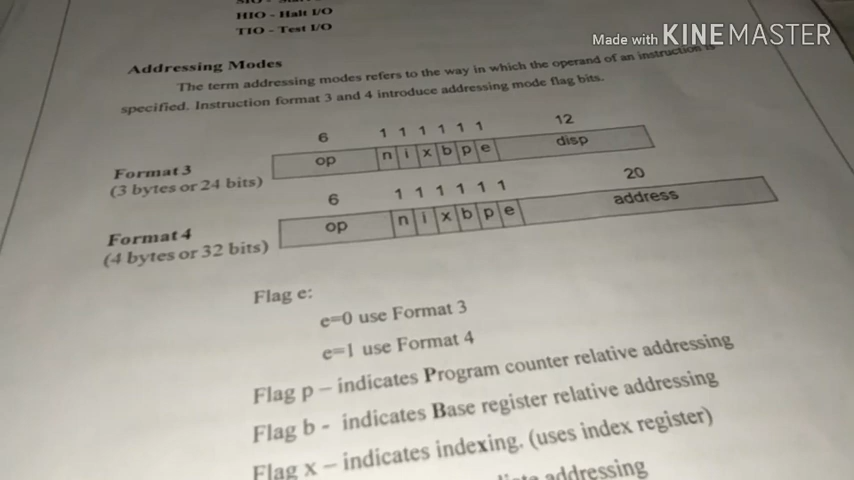 HIO - Halt I/O
TIO - Test I/O
Made with KINEMASTER
Addressing Modes
The term addressing modes refers to the way in which the operand of an instruction is
specified. Instruction format 3 and 4 introduce addressing mode flag bits.
6 1 1 1 1 1 1 12
Format 3 op n i x b p e disp
(3 bytes or 24 bits)
6 1 1 1 1 1 1 20
Format 4 op n i x b p e address
(4 bytes or 32 bits)
Flag e:
e=0 use Format 3
e=1 use Format 4
Flag p – indicates Program counter relative addressing
Flag b - indicates Base register relative addressing
Flag x – indicates indexing. (uses index register)
addressing